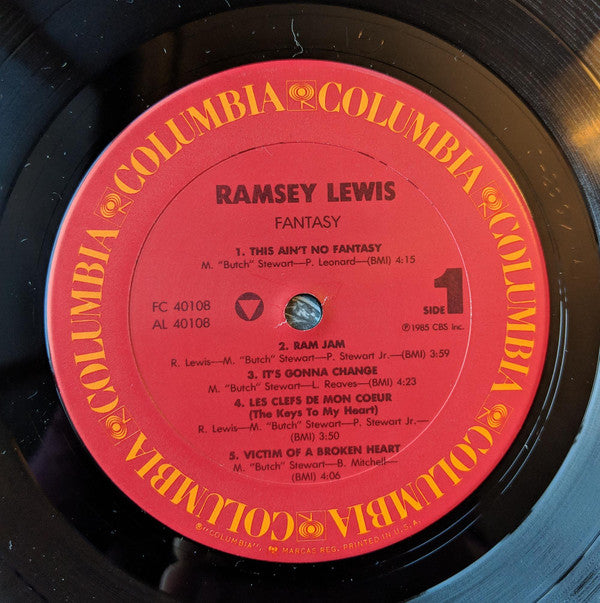 COLUMBIA COLUMBIA COLUMBIA COLUMBIA COLUMBIA COLUMBIA COLUMBIA
RAMSEY LEWIS
FANTASY
1. THIS AIN'T NO FANTASY
M. "Butch" Stewart—P. Leonard—(BMI) 4:15
FC 40108
AL 40108
SIDE 1
℗1985 CBS Inc.
2. RAM JAM
R. Lewis—M. "Butch" Stewart—P. Stewart Jr.—(BMI) 3:59
3. IT'S GONNA CHANGE
M. "Butch" Stewart—L. Reaves—(BMI) 4:23
4. LES CLEFS DE MON COEUR
(The Keys To My Heart)
R. Lewis—M. "Butch" Stewart—P. Stewart Jr.—
(BMI) 3:50
5. VICTIM OF A BROKEN HEART
M. "Butch" Stewart—B. Mitchell—
(BMI) 4:06
"COLUMBIA", MARCAS REG. PRINTED IN U.S.A.